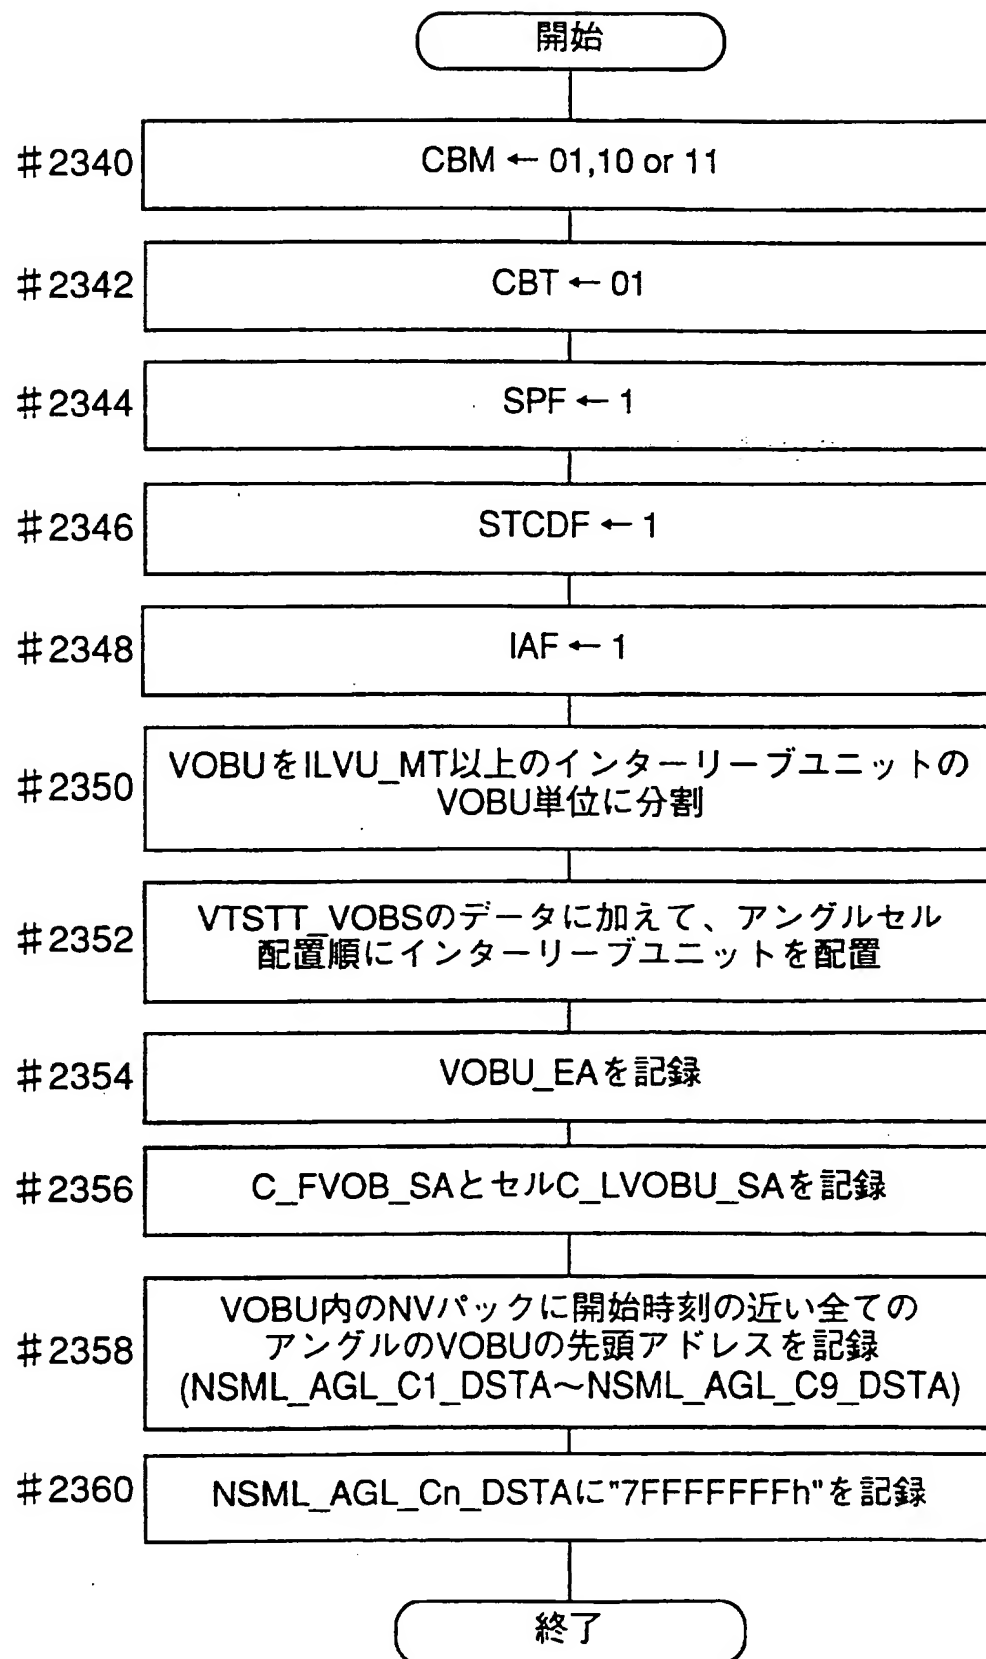 開始
#2340 CBM ← 01,10 or 11
#2342 CBT ← 01
#2344 SPF ← 1
#2346 STCDF ← 1
#2348 IAF ← 1
#2350 VOBUをILVU_MT以上のインターリーブユニットの
VOBU単位に分割
#2352 VTSTT_VOBSのデータに加えて、アングルセル
配置順にインターリーブユニットを配置
#2354 VOBU_EAを記録
#2356 C_FVOB_SAとセルC_LVOBU_SAを記録
#2358 VOBU内のNVパックに開始時刻の近い全ての
アングルのVOBUの先頭アドレスを記録
(NSML_AGL_C1_DSTA～NSML_AGL_C9_DSTA)
#2360 NSML_AGL_Cn_DSTAに"7FFFFFFFh"を記録
終了